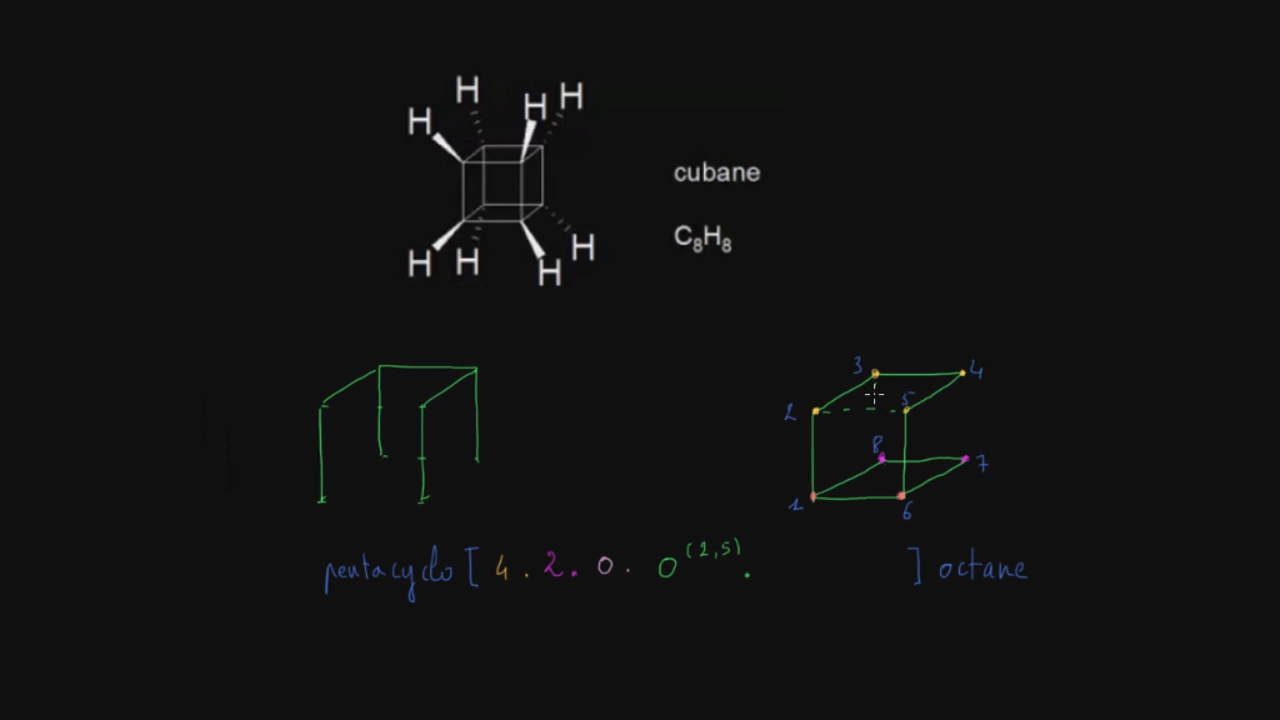 H
H
H
H
cubane
C₈H₈
H
H
H
H
3
4
2
5
8
7
1
6
pentacyclo [ 4 . 2 . 0 . 0⁽²,⁵⁾ . ] octane